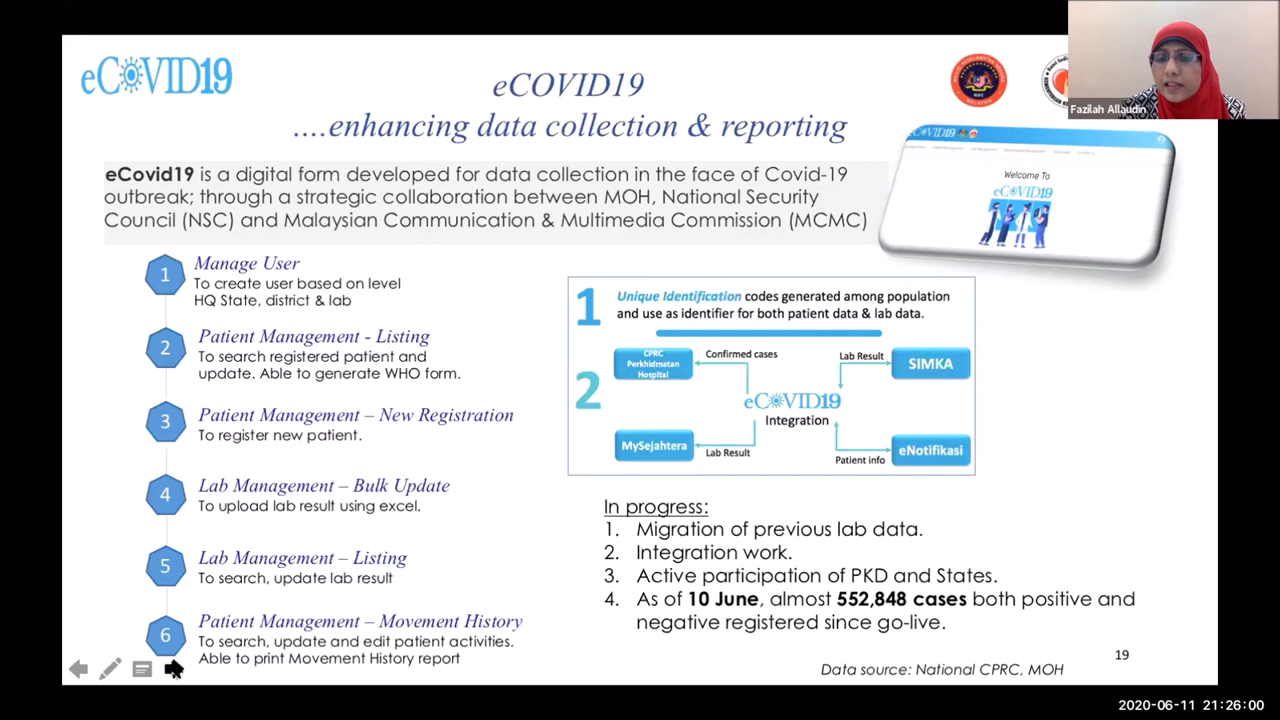 eCOVID19
eCOVID19
….enhancing data collection & reporting
Fazilah Allaudin
eCovid19 is a digital form developed for data collection in the face of Covid-19
outbreak; through a strategic collaboration between MOH, National Security
Council (NSC) and Malaysian Communication & Multimedia Commission (MCMC)
Welcome To
eCOVID19
1
Manage User
To create user based on level
HQ State, district & lab
2
Patient Management - Listing
To search registered patient and
update. Able to generate WHO form.
3
Patient Management – New Registration
To register new patient.
4
Lab Management – Bulk Update
To upload lab result using excel.
5
Lab Management – Listing
To search, update lab result
6
Patient Management – Movement History
To search, update and edit patient activities.
Able to print Movement History report
1
Unique Identification codes generated among population
and use as identifier for both patient data & lab data.
2
CPRC
Perkhidmatan
Hospital
Confirmed cases
Lab Result
SIMKA
eCOVID19
Integration
MySejahtera
Lab Result
Patient info
eNotifikasi
In progress:
1. Migration of previous lab data.
2. Integration work.
3. Active participation of PKD and States.
4. As of 10 June, almost 552,848 cases both positive and
negative registered since go-live.
Data source: National CPRC, MOH
19
2020-06-11 21:26:00